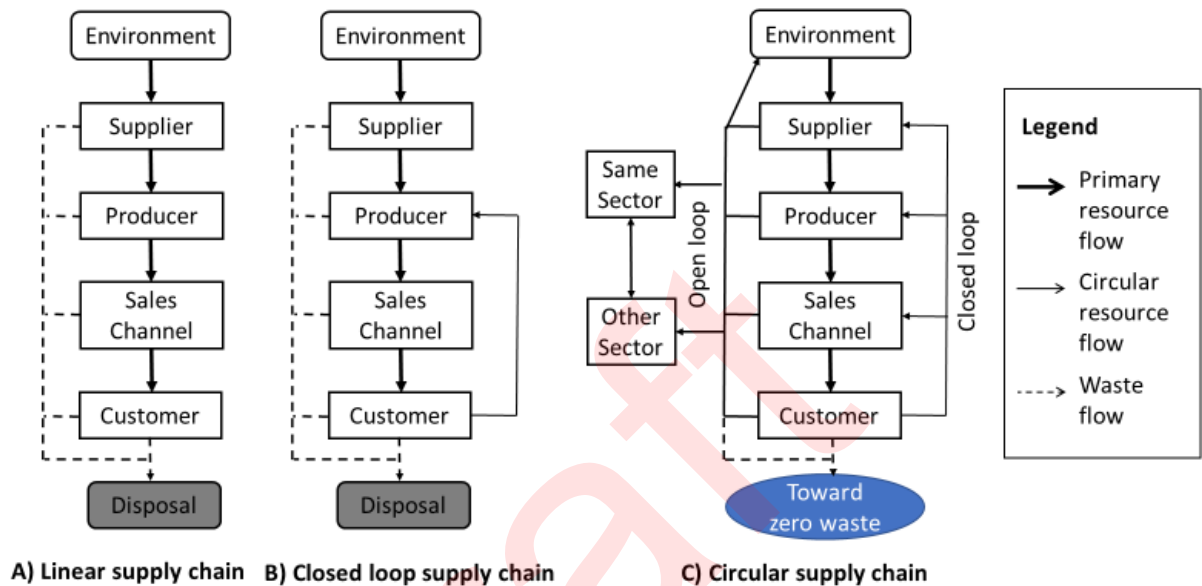 Environment
Supplier
Producer
Sales
Channel
Customer
Disposal
A) Linear supply chain
Environment
Supplier
Producer
Sales
Channel
Customer
Disposal
B) Closed loop supply chain
Environment
Supplier
Producer
Sales
Channel
Customer
Toward
zero waste
Same
Sector
Other
Sector
Open loop
Closed loop
C) Circular supply chain
Legend
Primary
resource
flow
Circular
resource
flow
Waste
flow